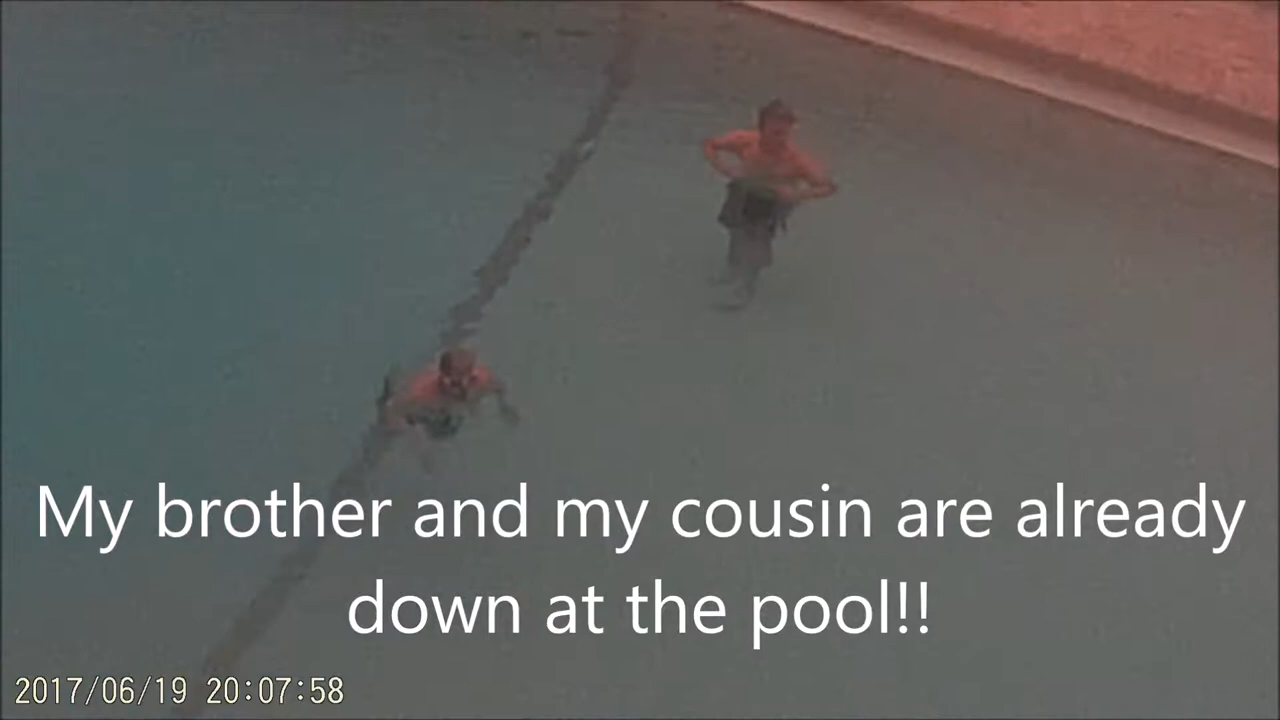 My brother and my cousin are already
down at the pool!!
2017/06/19 20:07:58